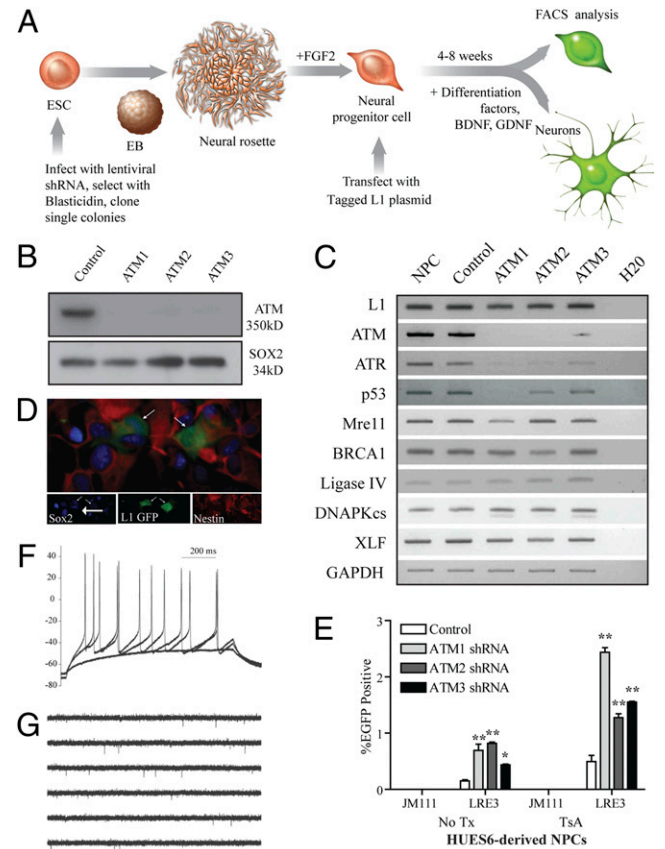 A
FACS analysis
+FGF2
4-8 weeks
ESC
EB
Neural rosette
Neural
progenitor cell
+ Differentiation
factors,
BDNF, GDNF
Neurons
Infect with lentiviral
shRNA, select with
Blasticidin, clone
single colonies
Transfect with
Tagged L1 plasmid
B
Control
ATM1
ATM2
ATM3
ATM
350kD
SOX2
34kD
C
NPC
Control
ATM1
ATM2
ATM3
H20
L1
ATM
ATR
p53
Mre11
BRCA1
Ligase IV
DNAPKcs
XLF
GAPDH
D
Sox2
L1 GFP
Nestin
F
200 ms
40
20
0
-20
-40
-60
-80
E
Control
ATM1 shRNA
ATM2 shRNA
ATM3 shRNA
%EGFP Positive
3
2
1
0
** ** *
** ** **
JM111 LRE3 JM111 LRE3
No Tx TsA
HUES6-derived NPCs
G